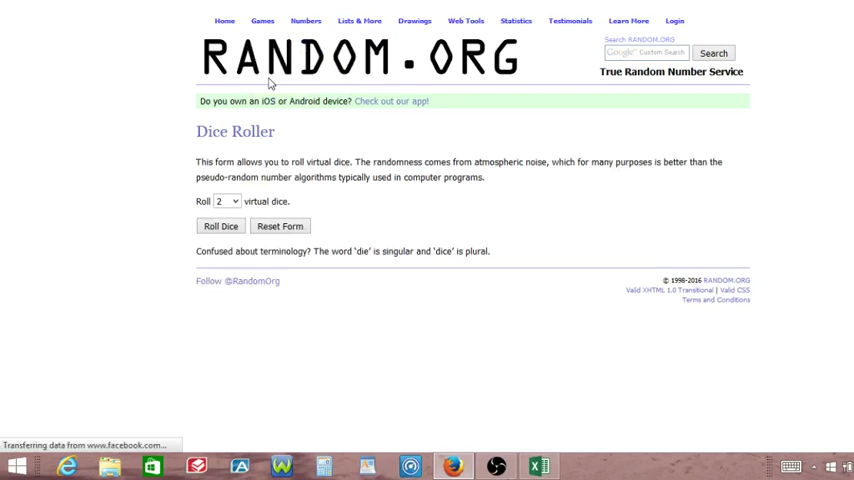 Home Games Numbers Lists & More Drawings Web Tools Statistics Testimonials Learn More Login
RANDOM.ORG
Search RANDOM.ORG
Google™ Custom Search Search
True Random Number Service
Do you own an iOS or Android device? Check out our app!
Dice Roller
This form allows you to roll virtual dice. The randomness comes from atmospheric noise, which for many purposes is better than the
pseudo-random number algorithms typically used in computer programs.
Roll 2 virtual dice.
Roll Dice Reset Form
Confused about terminology? The word 'die' is singular and 'dice' is plural.
Follow @RandomOrg
© 1998-2016 RANDOM.ORG
Valid XHTML 1.0 Transitional | Valid CSS
Terms and Conditions
Transferring data from www.facebook.com...